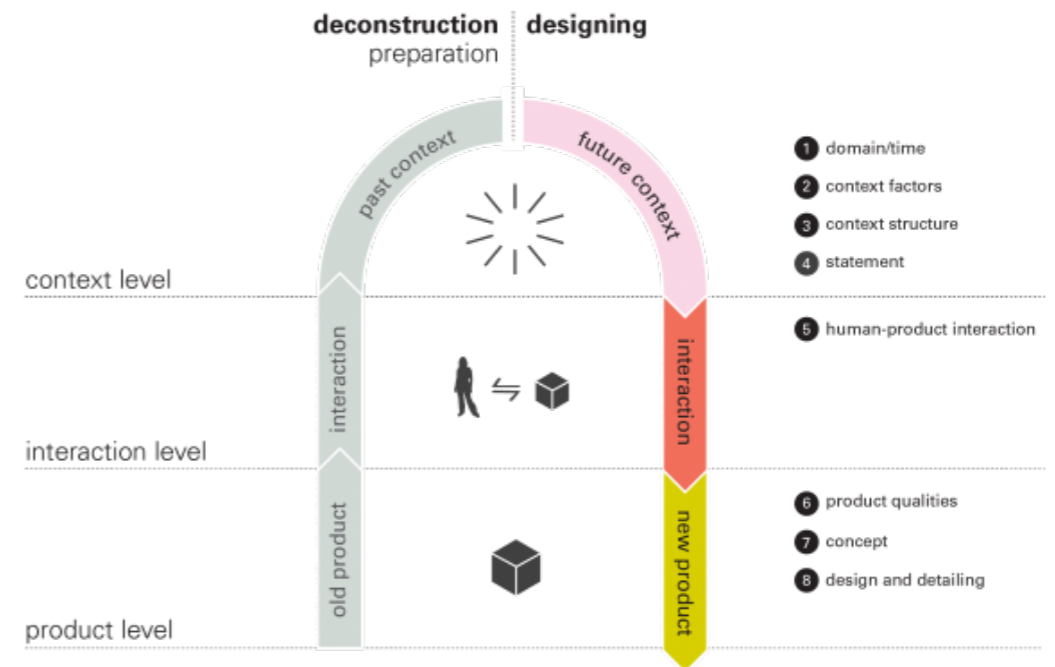 deconstruction
preparation
designing
past context
future context
1 domain/time
2 context factors
3 context structure
4 statement
context level
interaction
interaction
5 human-product interaction
interaction level
old product
new product
6 product qualities
7 concept
8 design and detailing
product level